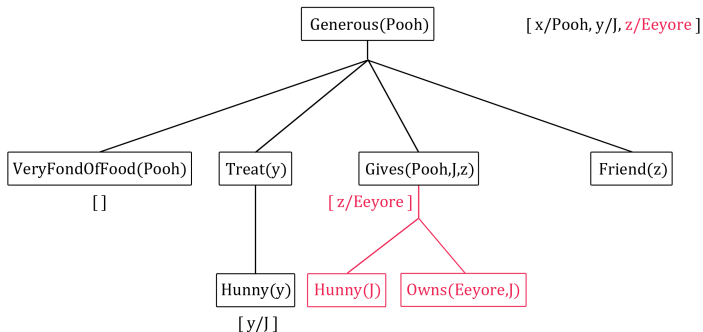 Generous(Pooh)
[ x/Pooh, y/J, z/Eeyore ]
VeryFondOfFood(Pooh)
Treat(y)
Gives(Pooh,J,z)
Friend(z)
[ ]
[ z/Eeyore ]
Hunny(y)
Hunny(J)
Owns(Eeyore,J)
[ y/J ]